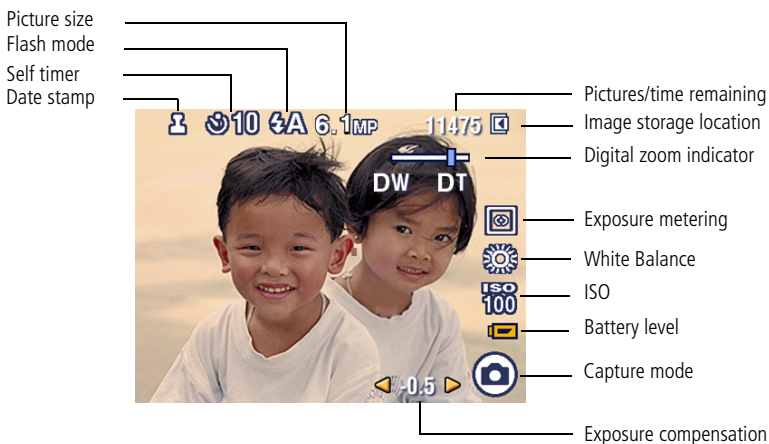 Picture size
Flash mode
Self timer
Date stamp
10 A 6.1MP 11475
DW DT
ISO
100
-0.5
Pictures/time remaining
Image storage location
Digital zoom indicator
Exposure metering
White Balance
ISO
Battery level
Capture mode
Exposure compensation